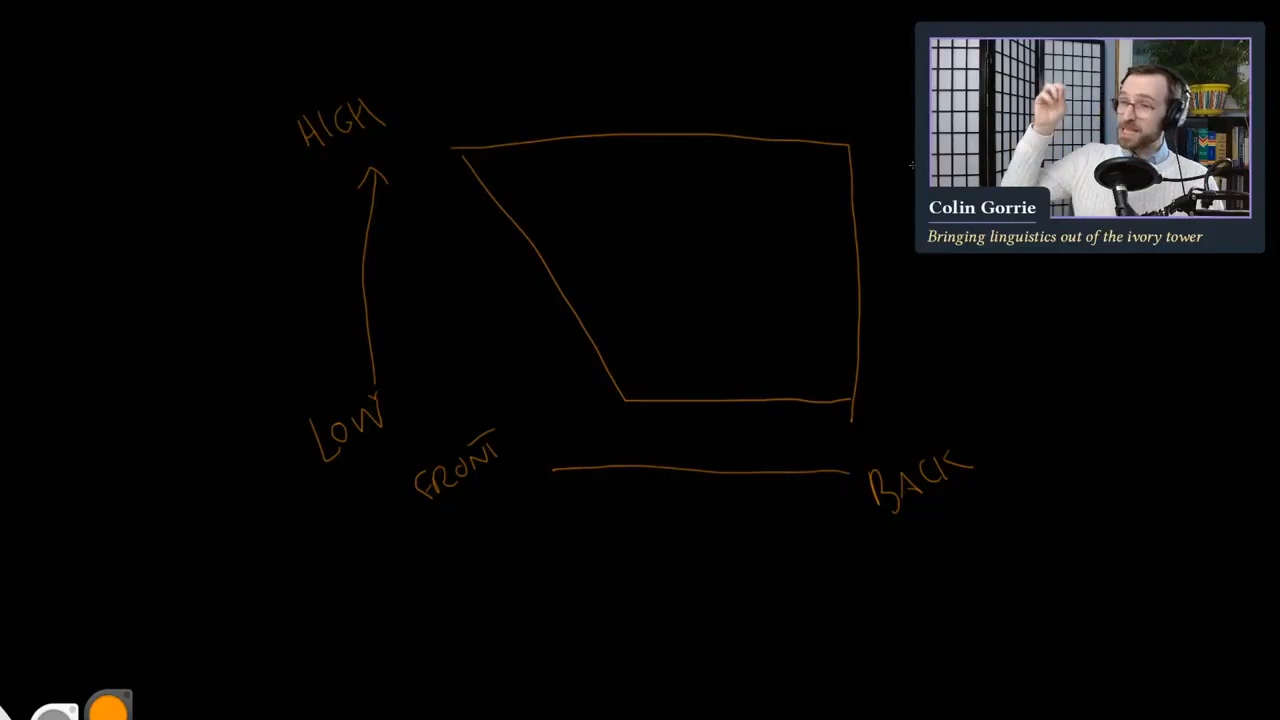 HIGH
LOW
FRONT
BACK
Colin Gorrie
Bringing linguistics out of the ivory tower